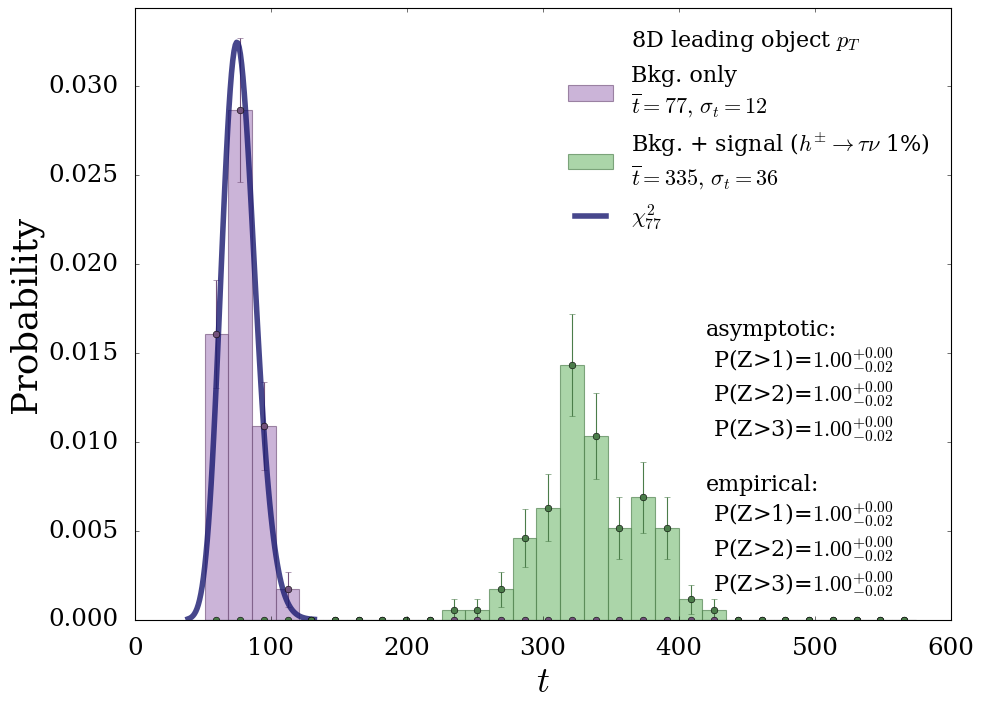 8D leading object $p_T$
Bkg. only
$\overline{t} = 77$, $\sigma_t = 12$
Bkg. + signal ($h^{\pm} \rightarrow \tau\nu$ 1%)
$\overline{t} = 335$, $\sigma_t = 36$
$\chi^2_{77}$
asymptotic:
P(Z>1)=$1.00^{+0.00}_{-0.02}$
P(Z>2)=$1.00^{+0.00}_{-0.02}$
P(Z>3)=$1.00^{+0.00}_{-0.02}$
empirical:
P(Z>1)=$1.00^{+0.00}_{-0.02}$
P(Z>2)=$1.00^{+0.00}_{-0.02}$
P(Z>3)=$1.00^{+0.00}_{-0.02}$
Probability
0.030
0.025
0.020
0.015
0.010
0.005
0.000
0 100 200 300 400 500 600
$t$